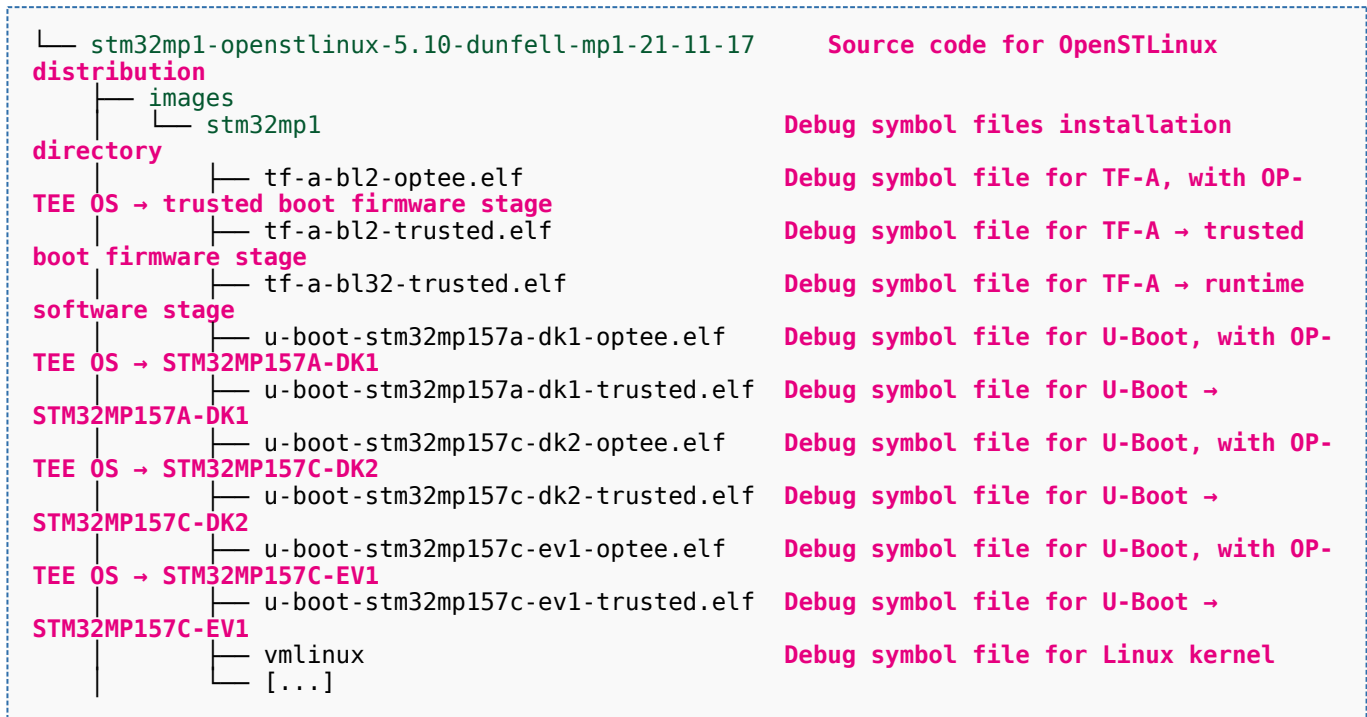 └── stm32mp1-openstlinux-5.10-dunfell-mp1-21-11-17     Source code for OpenSTLinux
distribution
    ├── images
    │   └── stm32mp1                                Debug symbol files installation
directory
    │       ├── tf-a-bl2-optee.elf                  Debug symbol file for TF-A, with OP-
TEE OS → trusted boot firmware stage
    │       ├── tf-a-bl2-trusted.elf                Debug symbol file for TF-A → trusted
boot firmware stage
    │       ├── tf-a-bl32-trusted.elf               Debug symbol file for TF-A → runtime
software stage
    │       ├── u-boot-stm32mp157a-dk1-optee.elf    Debug symbol file for U-Boot, with OP-
TEE OS → STM32MP157A-DK1
    │       ├── u-boot-stm32mp157a-dk1-trusted.elf  Debug symbol file for U-Boot →
STM32MP157A-DK1
    │       ├── u-boot-stm32mp157c-dk2-optee.elf    Debug symbol file for U-Boot, with OP-
TEE OS → STM32MP157C-DK2
    │       ├── u-boot-stm32mp157c-dk2-trusted.elf  Debug symbol file for U-Boot →
STM32MP157C-DK2
    │       ├── u-boot-stm32mp157c-ev1-optee.elf    Debug symbol file for U-Boot, with OP-
TEE OS → STM32MP157C-EV1
    │       ├── u-boot-stm32mp157c-ev1-trusted.elf  Debug symbol file for U-Boot →
STM32MP157C-EV1
    │       ├── vmlinux                             Debug symbol file for Linux kernel
    │       └── [...]